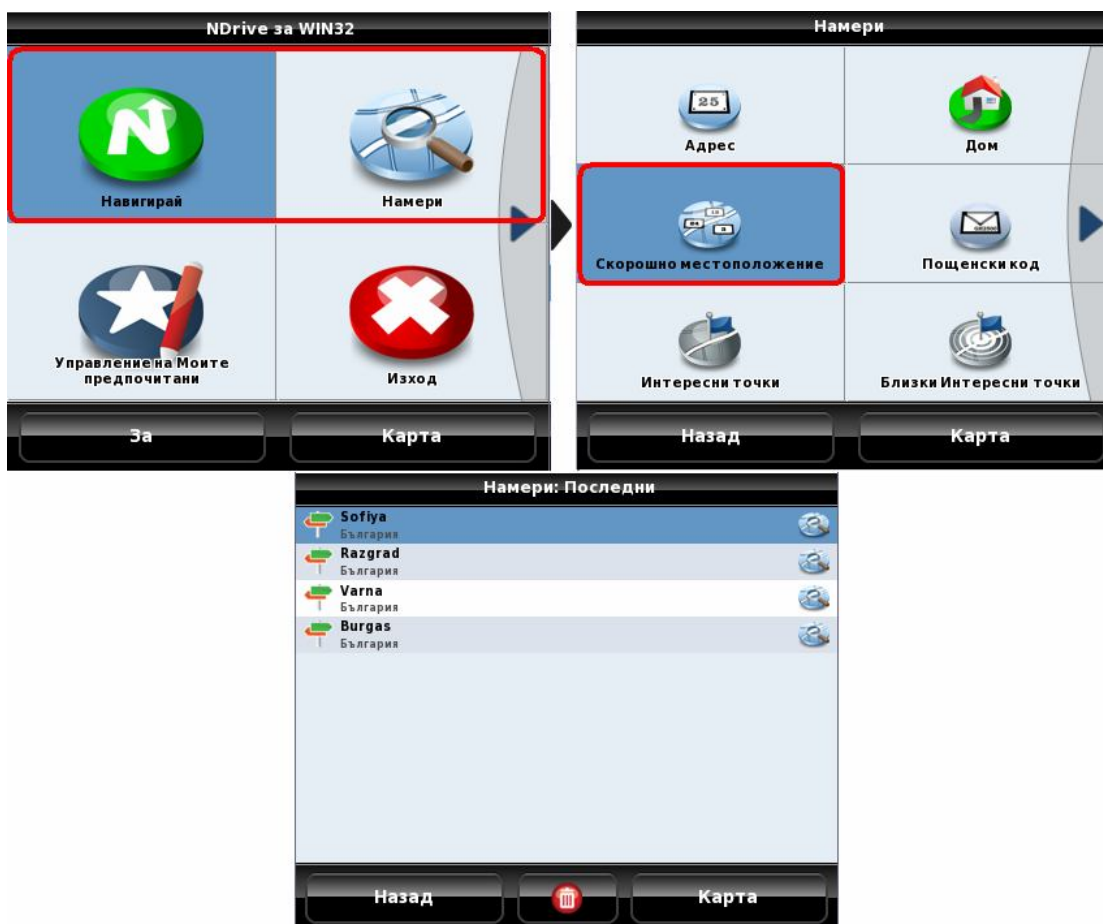 NDrive за WIN32
Навигирай
Намери
Управление на Моите
предпочитани
Изход
За
Карта
Намери
25
Адрес
Дом
Скорошно местоположение
Пощенски код
Интересни точки
Близки Интересни точки
Назад
Карта
Намери: Последни
Sofiya
България
Razgrad
България
Varna
България
Burgas
България
Назад
Карта